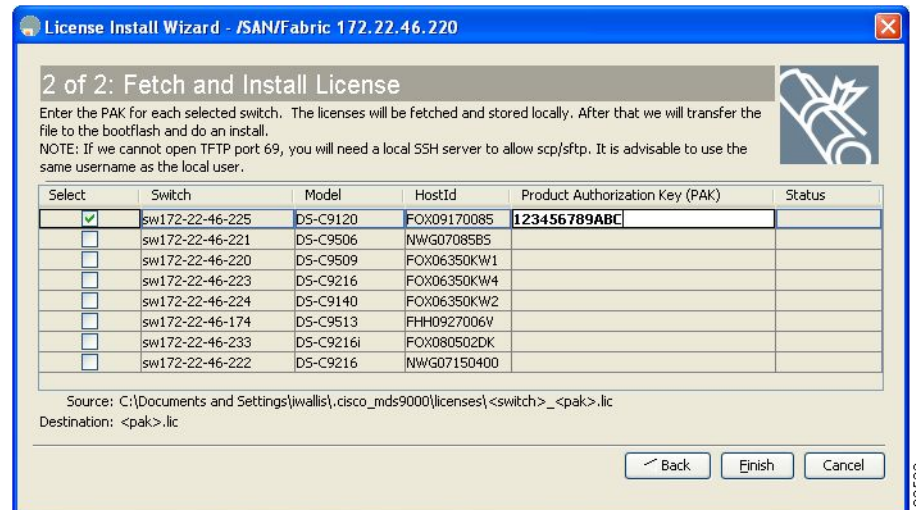 License Install Wizard - /SAN/Fabric 172.22.46.220
2 of 2: Fetch and Install License
Enter the PAK for each selected switch. The licenses will be fetched and stored locally. After that we will transfer the
file to the bootflash and do an install.
NOTE: If we cannot open TFTP port 69, you will need a local SSH server to allow scp/sftp. It is advisable to use the
same username as the local user.
Select Switch Model HostId Product Authorization Key (PAK) Status
sw172-22-46-225 DS-C9120 FOX09170085 123456789ABC
sw172-22-46-221 DS-C9506 NWG07085BS
sw172-22-46-220 DS-C9509 FOX06350KW1
sw172-22-46-223 DS-C9216 FOX06350KW4
sw172-22-46-224 DS-C9140 FOX06350KW2
sw172-22-46-174 DS-C9513 FHH0927006V
sw172-22-46-233 DS-C9216i FOX080502DK
sw172-22-46-222 DS-C9216 NWG07150400
Source: C:\Documents and Settings\iwallis\.cisco_mds9000\licenses\<switch>_<pak>.lic
Destination: <pak>.lic
Back Finish Cancel